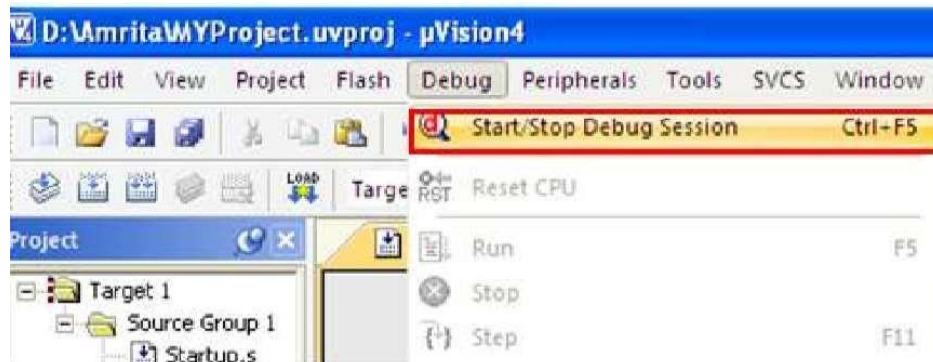 D:\Amrita\MYProject.uvproj - µVision4
File Edit View Project Flash Debug Peripherals Tools SVCS Window
Start/Stop Debug Session Ctrl+F5
LOAD Targe RST Reset CPU
Project
Run F5
Target 1
Stop
Source Group 1
Step F11
Startup.s